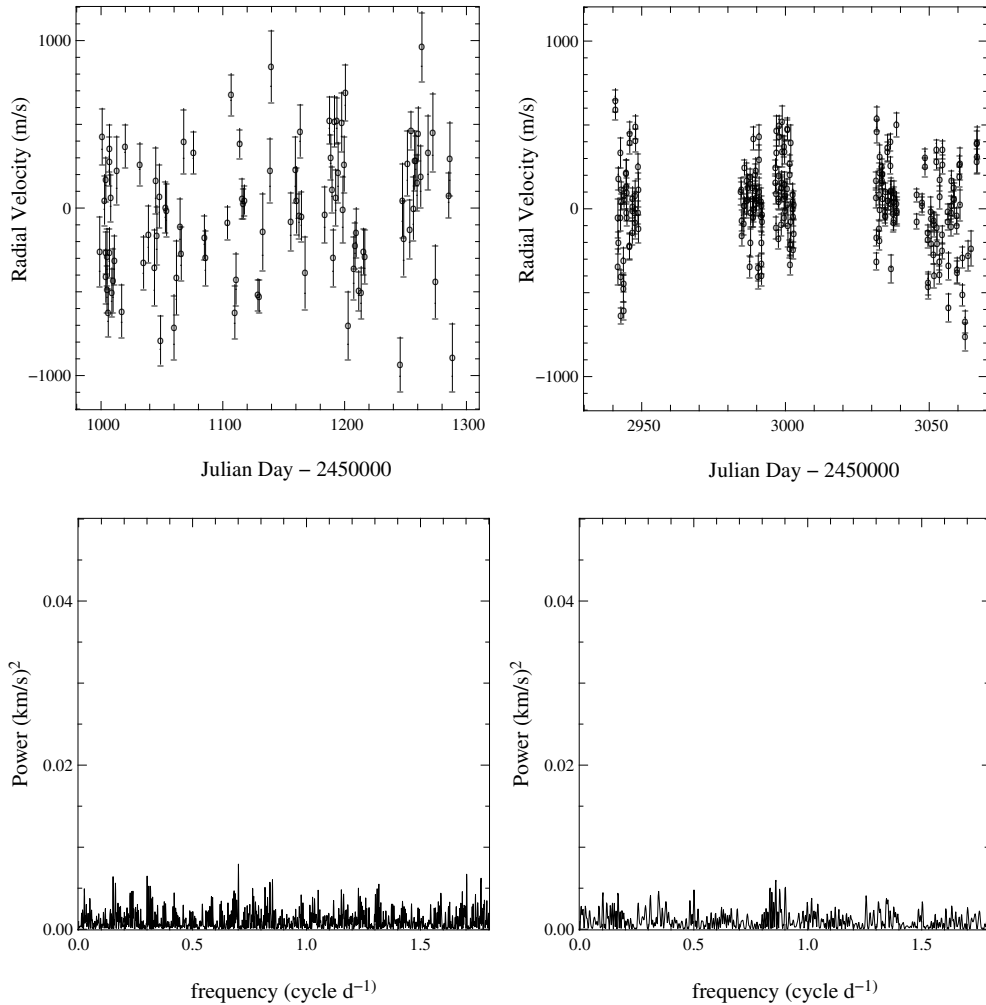 1000
0
−1000
Radial Velocity (m/s)
1000 1100 1200 1300
Julian Day − 2450000
1000
0
−1000
Radial Velocity (m/s)
2950 3000 3050
Julian Day − 2450000
0.04
0.02
0.00
Power (km/s)²
0.0 0.5 1.0 1.5
frequency (cycle d⁻¹)
0.04
0.02
0.00
Power (km/s)²
0.0 0.5 1.0 1.5
frequency (cycle d⁻¹)